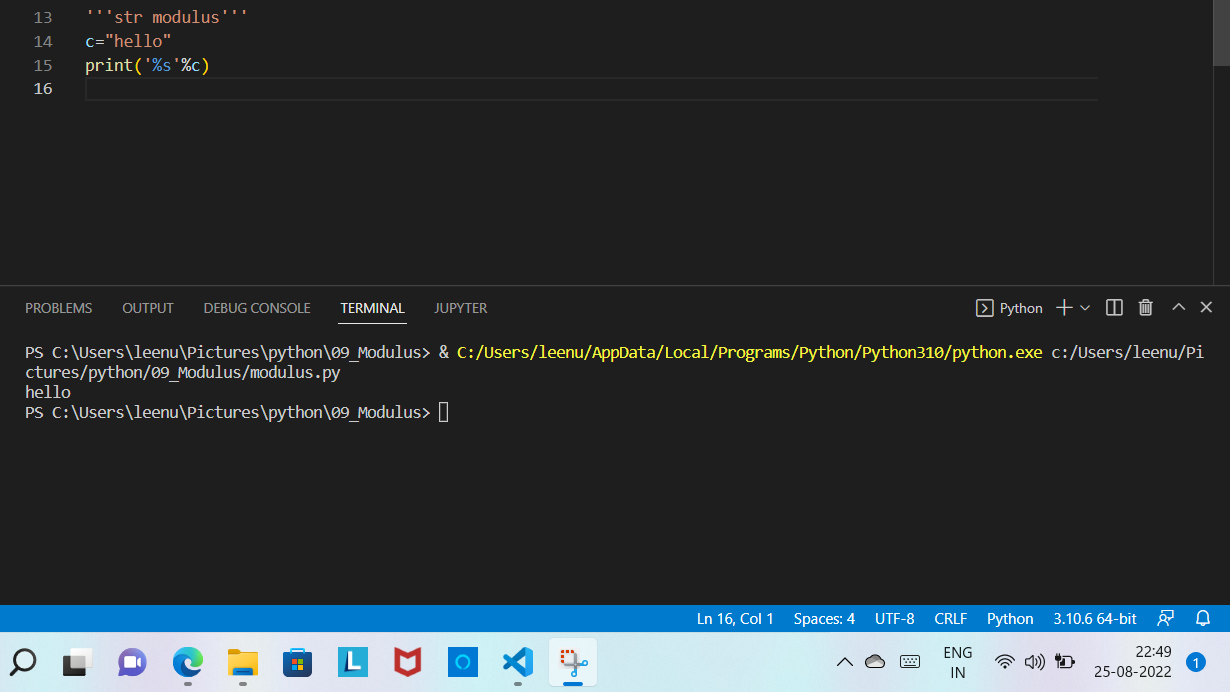 13 '''str modulus'''
14 c="hello"
15 print('%s'%c)
16
PROBLEMS OUTPUT DEBUG CONSOLE TERMINAL JUPYTER Python
PS C:\Users\leenu\Pictures\python\09_Modulus> & C:/Users/leenu/AppData/Local/Programs/Python/Python310/python.exe c:/Users/leenu/Pi
ctures/python/09_Modulus/modulus.py
hello
PS C:\Users\leenu\Pictures\python\09_Modulus>
Ln 16, Col 1 Spaces: 4 UTF-8 CRLF Python 3.10.6 64-bit
L
ENG
IN
22:49
25-08-2022
1